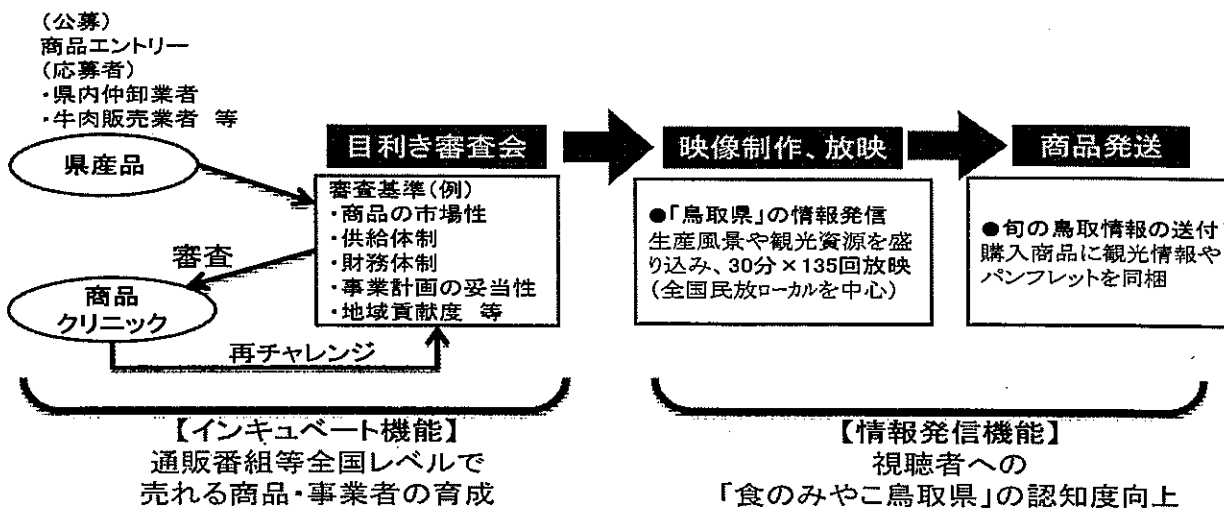 (公募)
商品エントリー
(応募者)
・県内仲卸業者
・牛肉販売業者 等
県産品
審査
商品
クリニック
再チャレンジ
目利き審査会
審査基準(例)
・商品の市場性
・供給体制
・財務体制
・事業計画の妥当性
・地域貢献度 等
映像制作、放映
●「鳥取県」の情報発信
生産風景や観光資源を盛
り込み、30分×135回放映
(全国民放ローカルを中心)
商品発送
●旬の鳥取情報の送付
購入商品に観光情報や
パンフレットを同梱
【インキュベート機能】
通販番組等全国レベルで
売れる商品・事業者の育成
【情報発信機能】
視聴者への
「食のみやこ鳥取県」の認知度向上